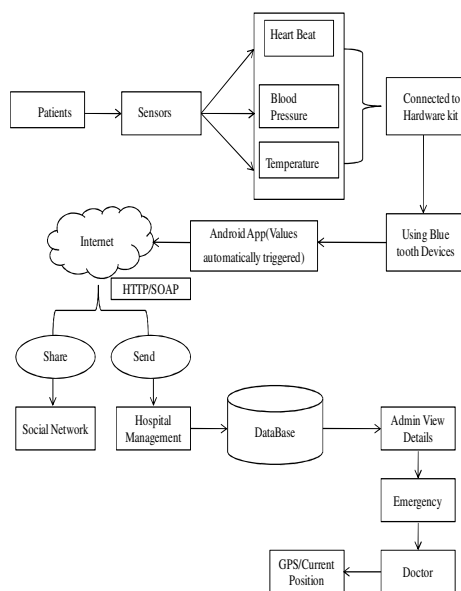 Heart Beat
Patients
Sensors
Blood
Pressure
Connected to
Hardware kit
Temperature
Internet
Android App(Values
automatically triggered)
Using Blue
tooth Devices
HTTP/SOAP
Share
Send
Social Network
Hospital
Management
DataBase
Admin View
Details
Emergency
GPS/Current
Position
Doctor